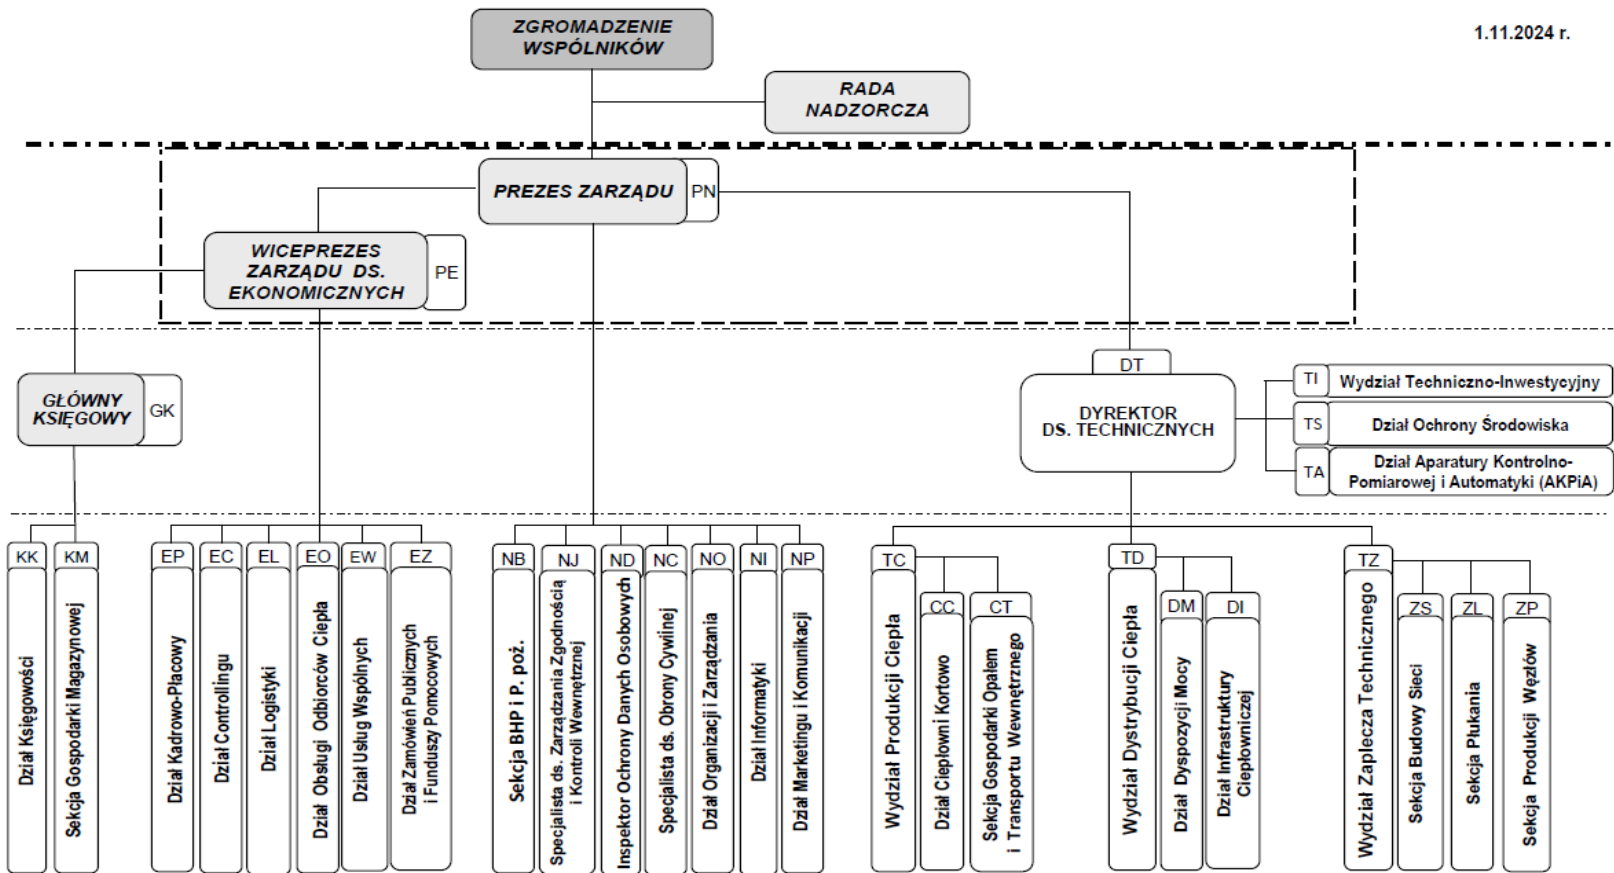 ZGROMADZENIE
WSPÓLNIKÓW
1.11.2024 r.
RADA
NADZORCZA
PREZES ZARZĄDU
PN
WICEPREZES
ZARZĄDU DS.
EKONOMICZNYCH
PE
GŁÓWNY
KSIĘGOWY
GK
DT
DYREKTOR
DS. TECHNICZNYCH
TI
Wydział Techniczno-Inwestycyjny
TS
Dział Ochrony Środowiska
TA
Dział Aparatury Kontrolno-
Pomiarowej i Automatyki (AKPiA)
KK
Dział Księgowości
KM
Sekcja Gospodarki Magazynowej
EP
Dział Kadrowo-Płacowy
EC
Dział Controllingu
EL
Dział Logistyki
EO
Dział Obsługi Odbiorców Ciepła
EW
Dział Usług Wspólnych
EZ
Dział Zamówień Publicznych
i Funduszy Pomocowych
NB
Sekcja BHP i P. poż.
NJ
Specjalista ds. Zarządzania Zgodnością
i Kontroli Wewnętrznej
ND
Inspektor Ochrony Danych Osobowych
NC
Specjalista ds. Obrony Cywinej
NO
Dział Organizacji i Zarządzania
NI
Dział Informatyki
NP
Dział Marketingu i Komunikacji
TC
Wydział Produkcji Ciepła
CC
Dział Ciepłowni Kortowo
CT
Sekcja Gospodarki Opałem
i Transportu Wewnętrznego
TD
Wydział Dystrybucji Ciepła
DM
Dział Dyspozycji Mocy
DI
Dział Infrastruktury
Ciepłowniczej
TZ
Wydział Zaplecza Technicznego
ZS
Sekcja Budowy Sieci
ZL
Sekcja Płukania
ZP
Sekcja Produkcji Węzłów